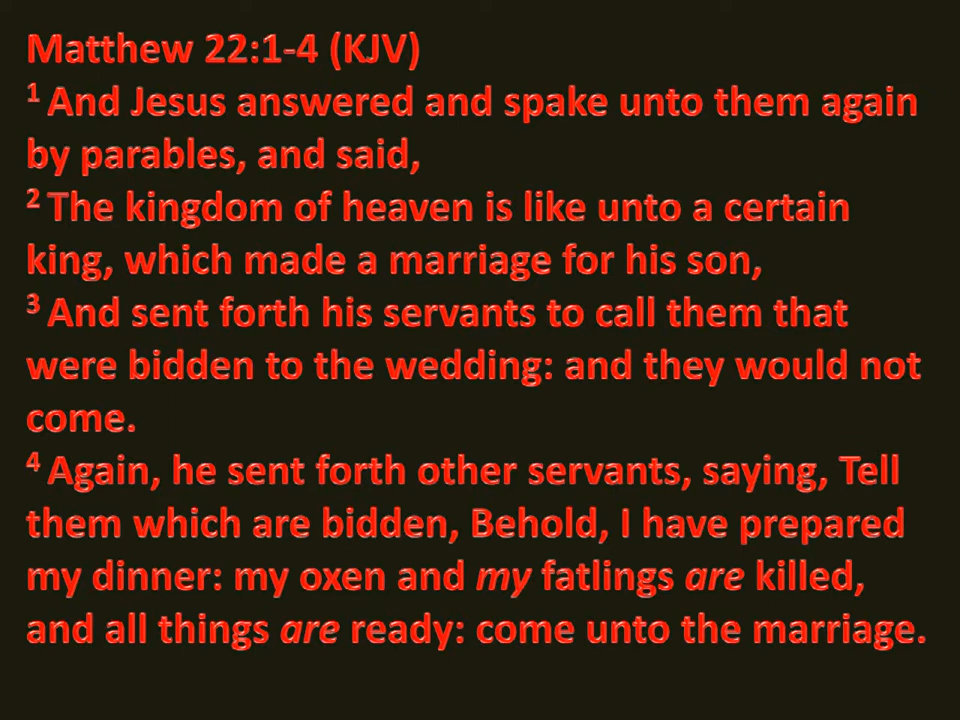 Matthew 22:1-4 (KJV)
1 And Jesus answered and spake unto them again
by parables, and said,
2 The kingdom of heaven is like unto a certain
king, which made a marriage for his son,
3 And sent forth his servants to call them that
were bidden to the wedding: and they would not
come.
4 Again, he sent forth other servants, saying, Tell
them which are bidden, Behold, I have prepared
my dinner: my oxen and my fatlings are killed,
and all things are ready: come unto the marriage.